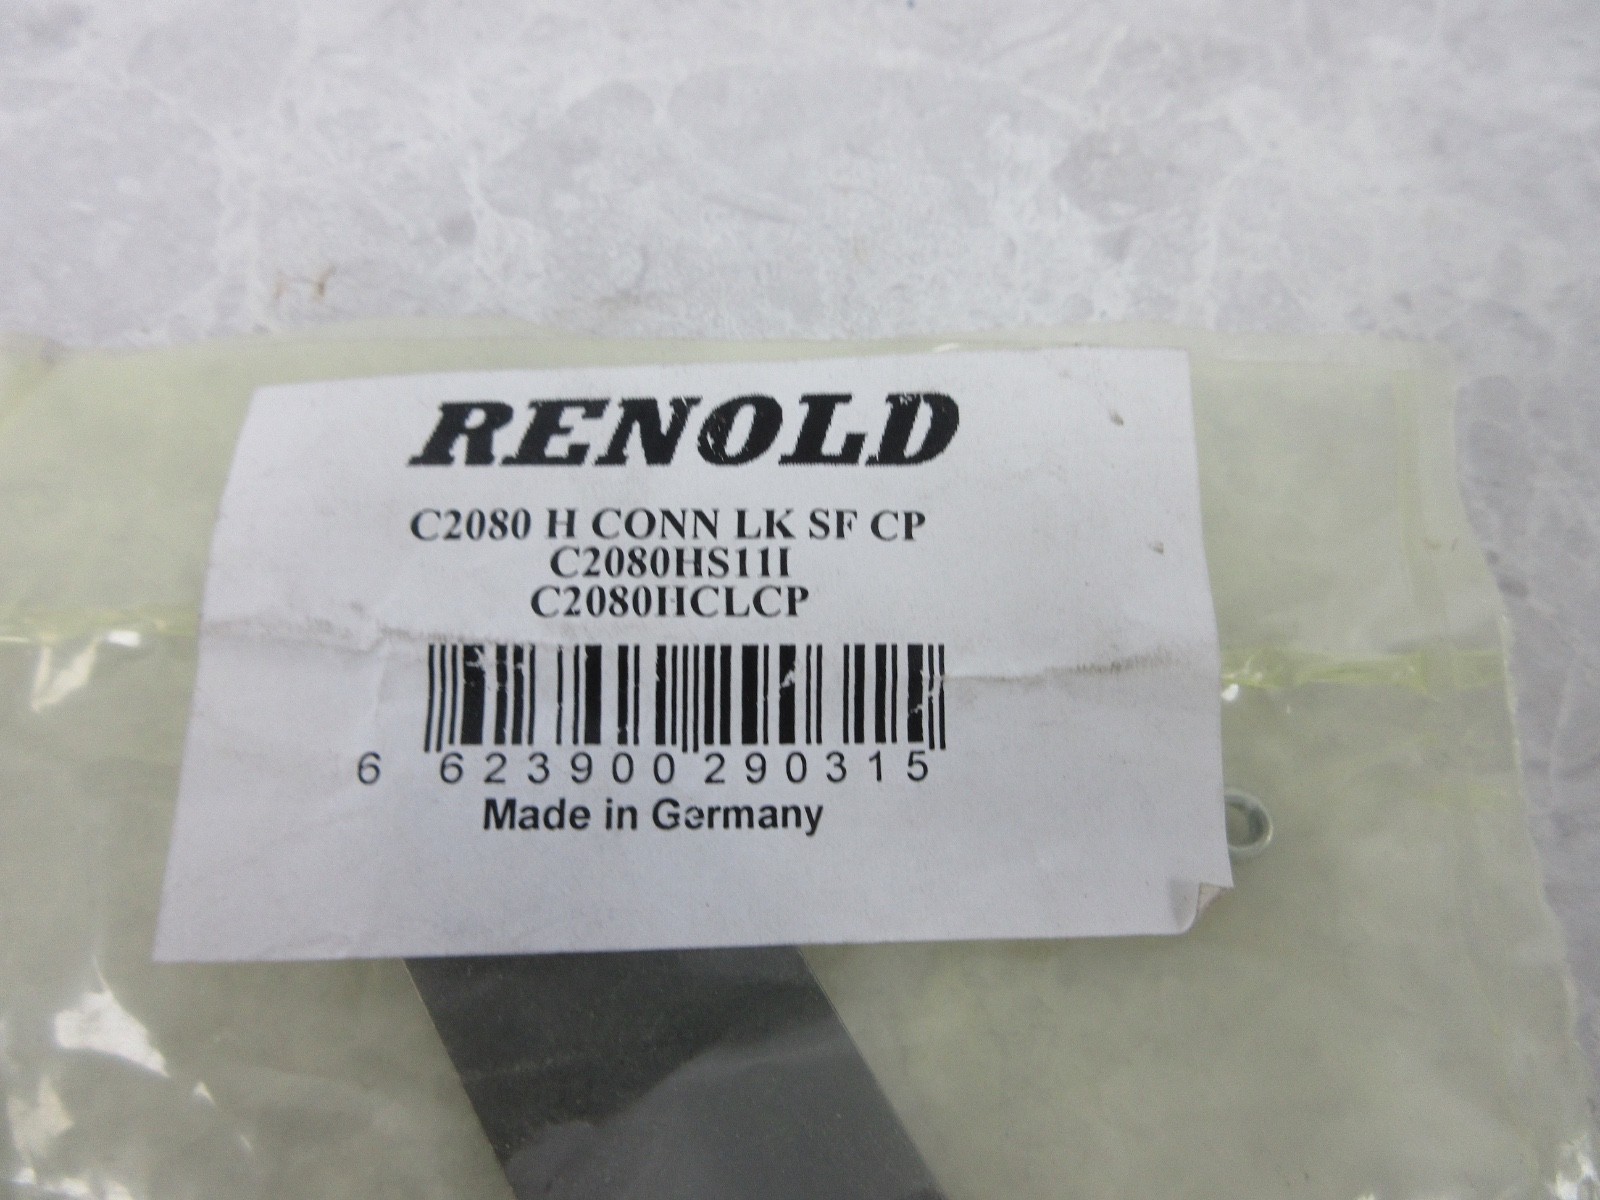 RENOLD
C2080 H CONN LK SF CP
C2080HS11I
C2080HCLCP
6 623900 290315
Made in Germany